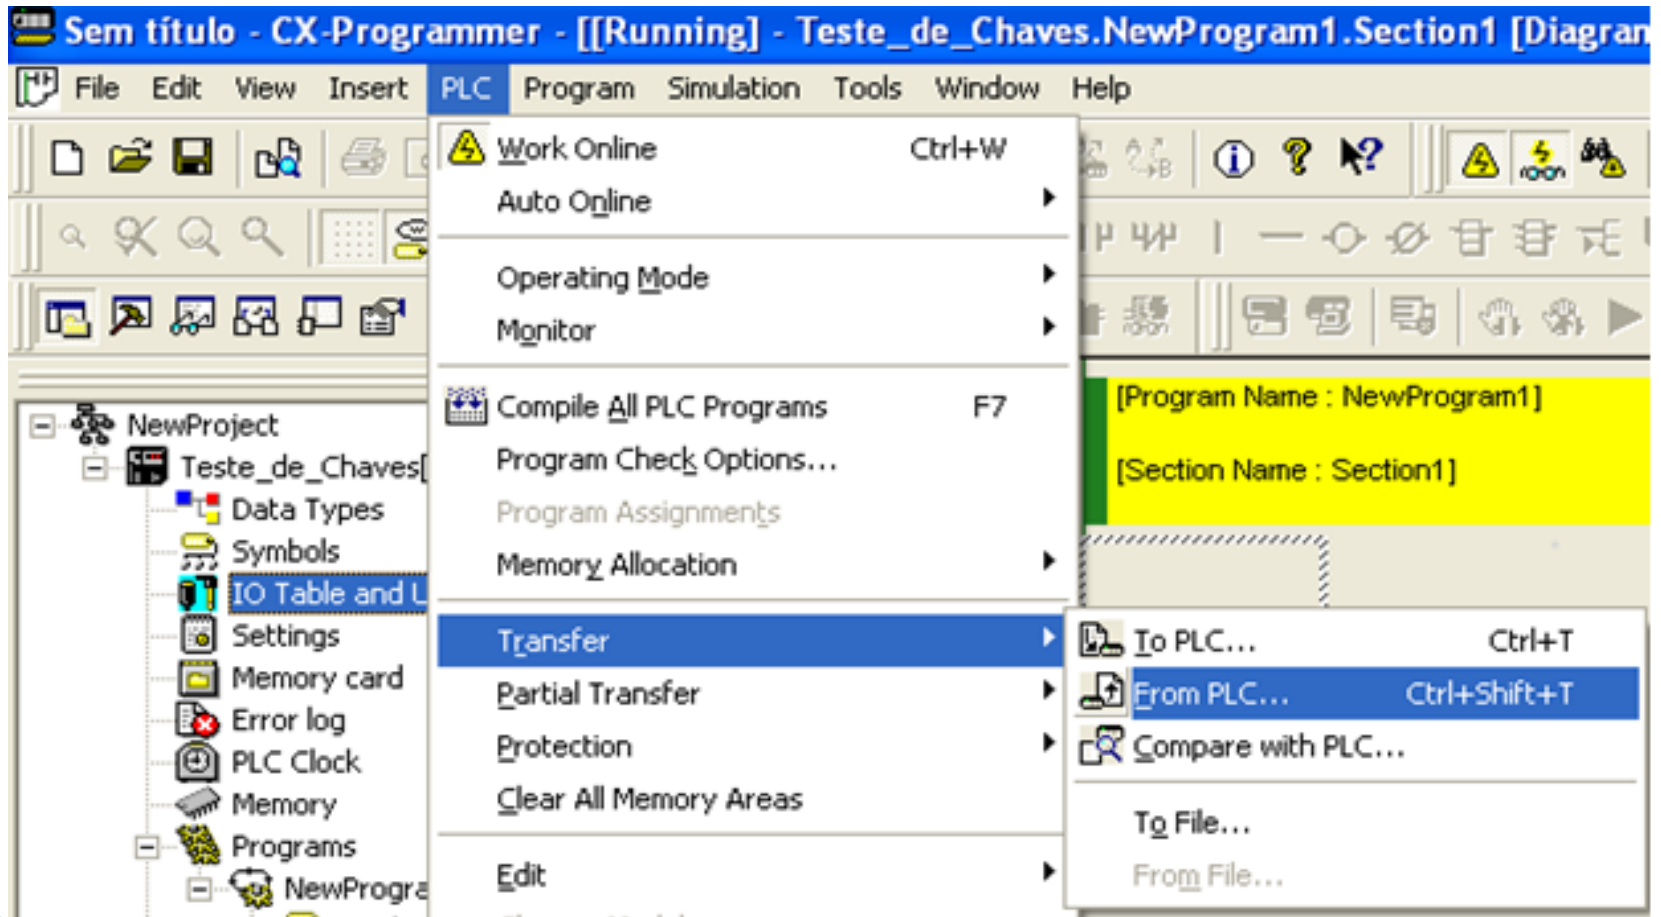 Sem título - CX-Programmer - [[Running] - Teste_de_Chaves.NewProgram1.Section1 [Diagran
File Edit View Insert PLC Program Simulation Tools Window Help
Work Online Ctrl+W
Auto Online
Operating Mode
Monitor
Compile All PLC Programs F7
Program Check Options...
Program Assignments
Memory Allocation
Transfer
Partial Transfer
Protection
Clear All Memory Areas
Edit
To PLC... Ctrl+T
From PLC... Ctrl+Shift+T
Compare with PLC...
To File...
From File...
NewProject
Teste_de_Chaves[
Data Types
Symbols
IO Table and L
Settings
Memory card
Error log
PLC Clock
Memory
Programs
NewProgra
[Program Name : NewProgram1]
[Section Name : Section1]